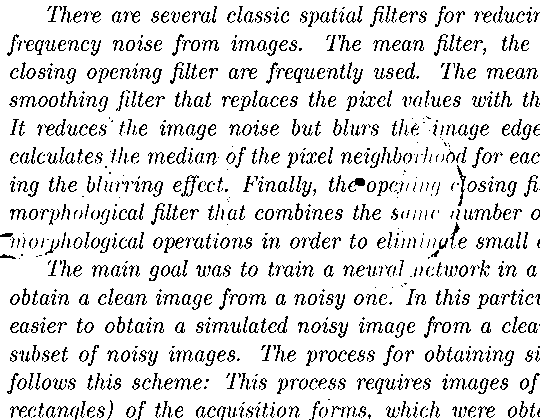 There are several classic spatial filters for reducin
frequency noise from images. The mean filter, the
closing opening filter are frequently used. The mean
smoothing filter that replaces the pixel values with th
It reduces the image noise but blurs the image edge
calculates the median of the pixel neighborhood for eac
ing the blurring effect. Finally, the opening closing fi
morphological filter that combines the same number o
morphological operations in order to eliminate small e
The main goal was to train a neural network in a
obtain a clean image from a noisy one. In this particu
easier to obtain a simulated noisy image from a clea
subset of noisy images. The process for obtaining si
follows this scheme: This process requires images of
rectangles) of the acquisition forms, which were obt